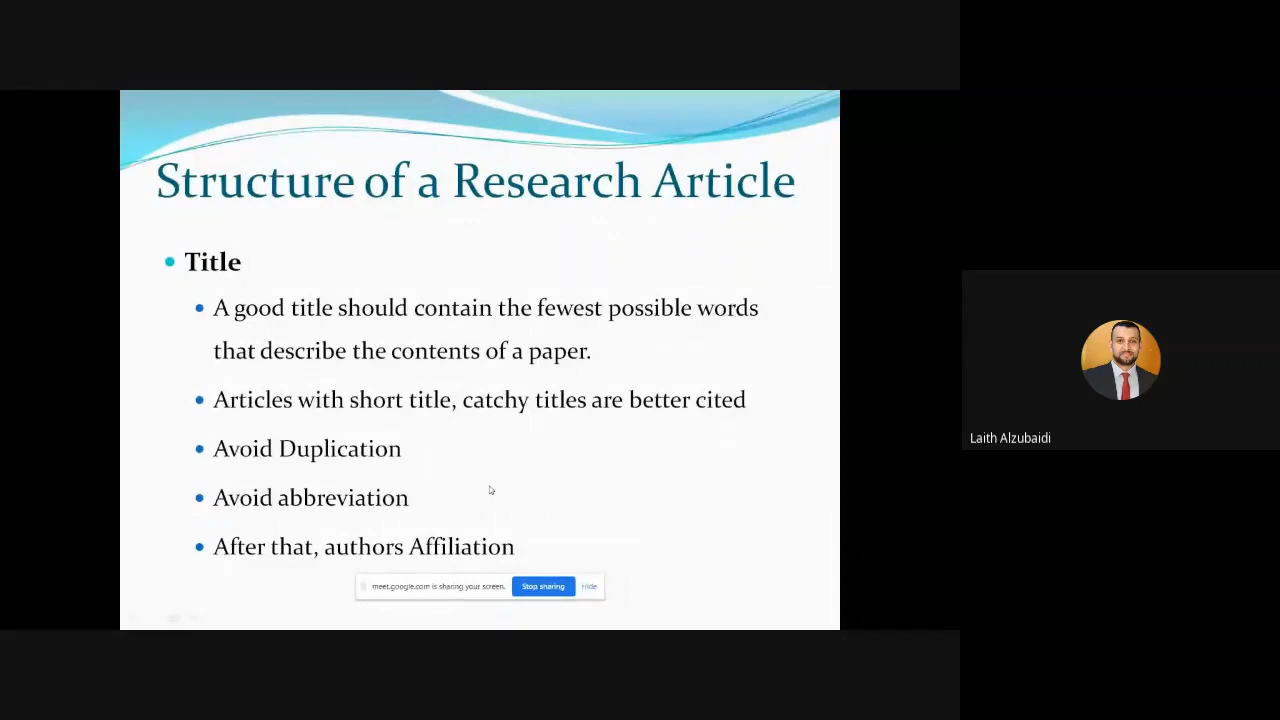 Structure of a Research Article
Title
A good title should contain the fewest possible words
that describe the contents of a paper.
Articles with short title, catchy titles are better cited
Avoid Duplication
Avoid abbreviation
After that, authors Affiliation
meet.google.com is sharing your screen. Stop sharing Hide
Laith Alzubaidi